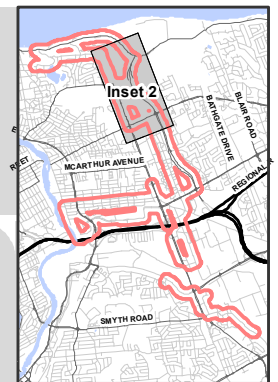 Inset 2
BLAIR ROAD
BATHGATE DRIVE
MCARTHUR AVENUE
REGIONAL
SMYTH ROAD